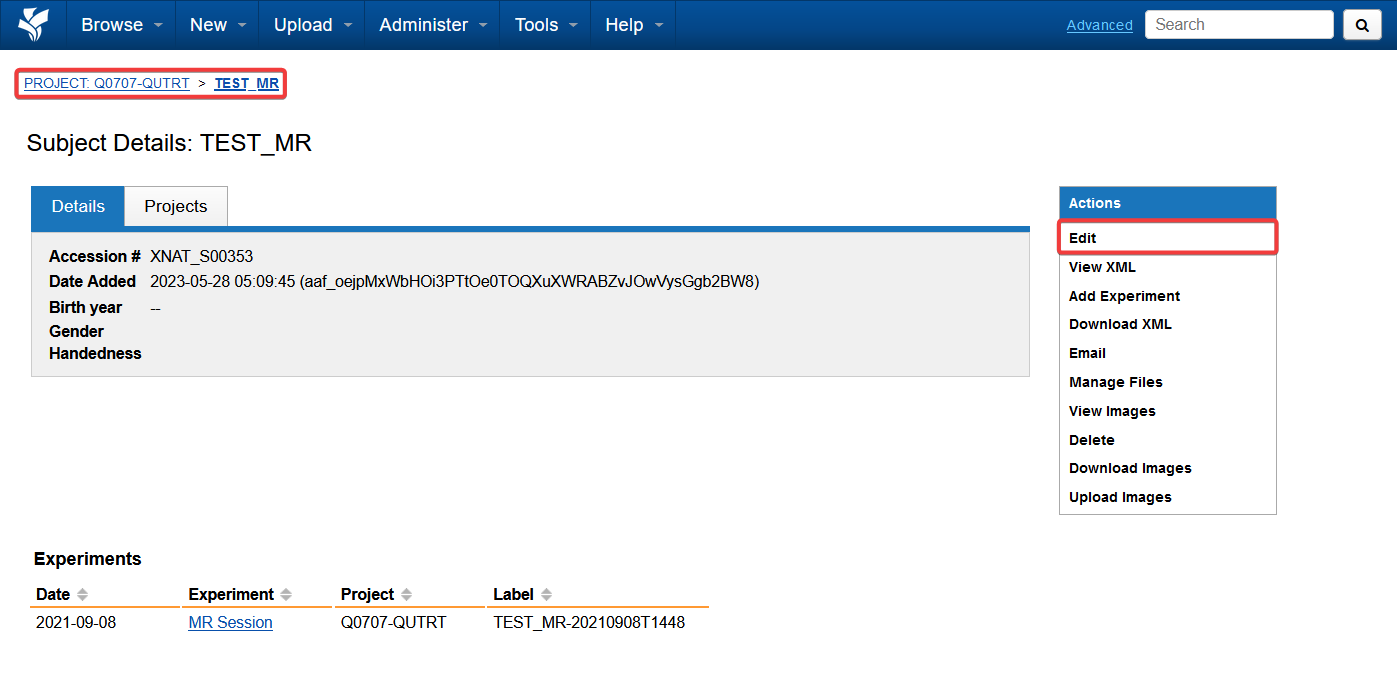 Browse New Upload Administer Tools Help Advanced Search
PROJECT: Q0707-QUTRT > TEST_MR
Subject Details: TEST_MR
Details Projects
Accession # XNAT_S00353
Date Added 2023-05-28 05:09:45 (aaf_oejpMxWbHOi3PTtOe0TOQXuXWRABZvJOwVysGgb2BW8)
Birth year --
Gender
Handedness
Actions
Edit
View XML
Add Experiment
Download XML
Email
Manage Files
View Images
Delete
Download Images
Upload Images
Experiments
Date Experiment Project Label
2021-09-08 MR Session Q0707-QUTRT TEST_MR-20210908T1448